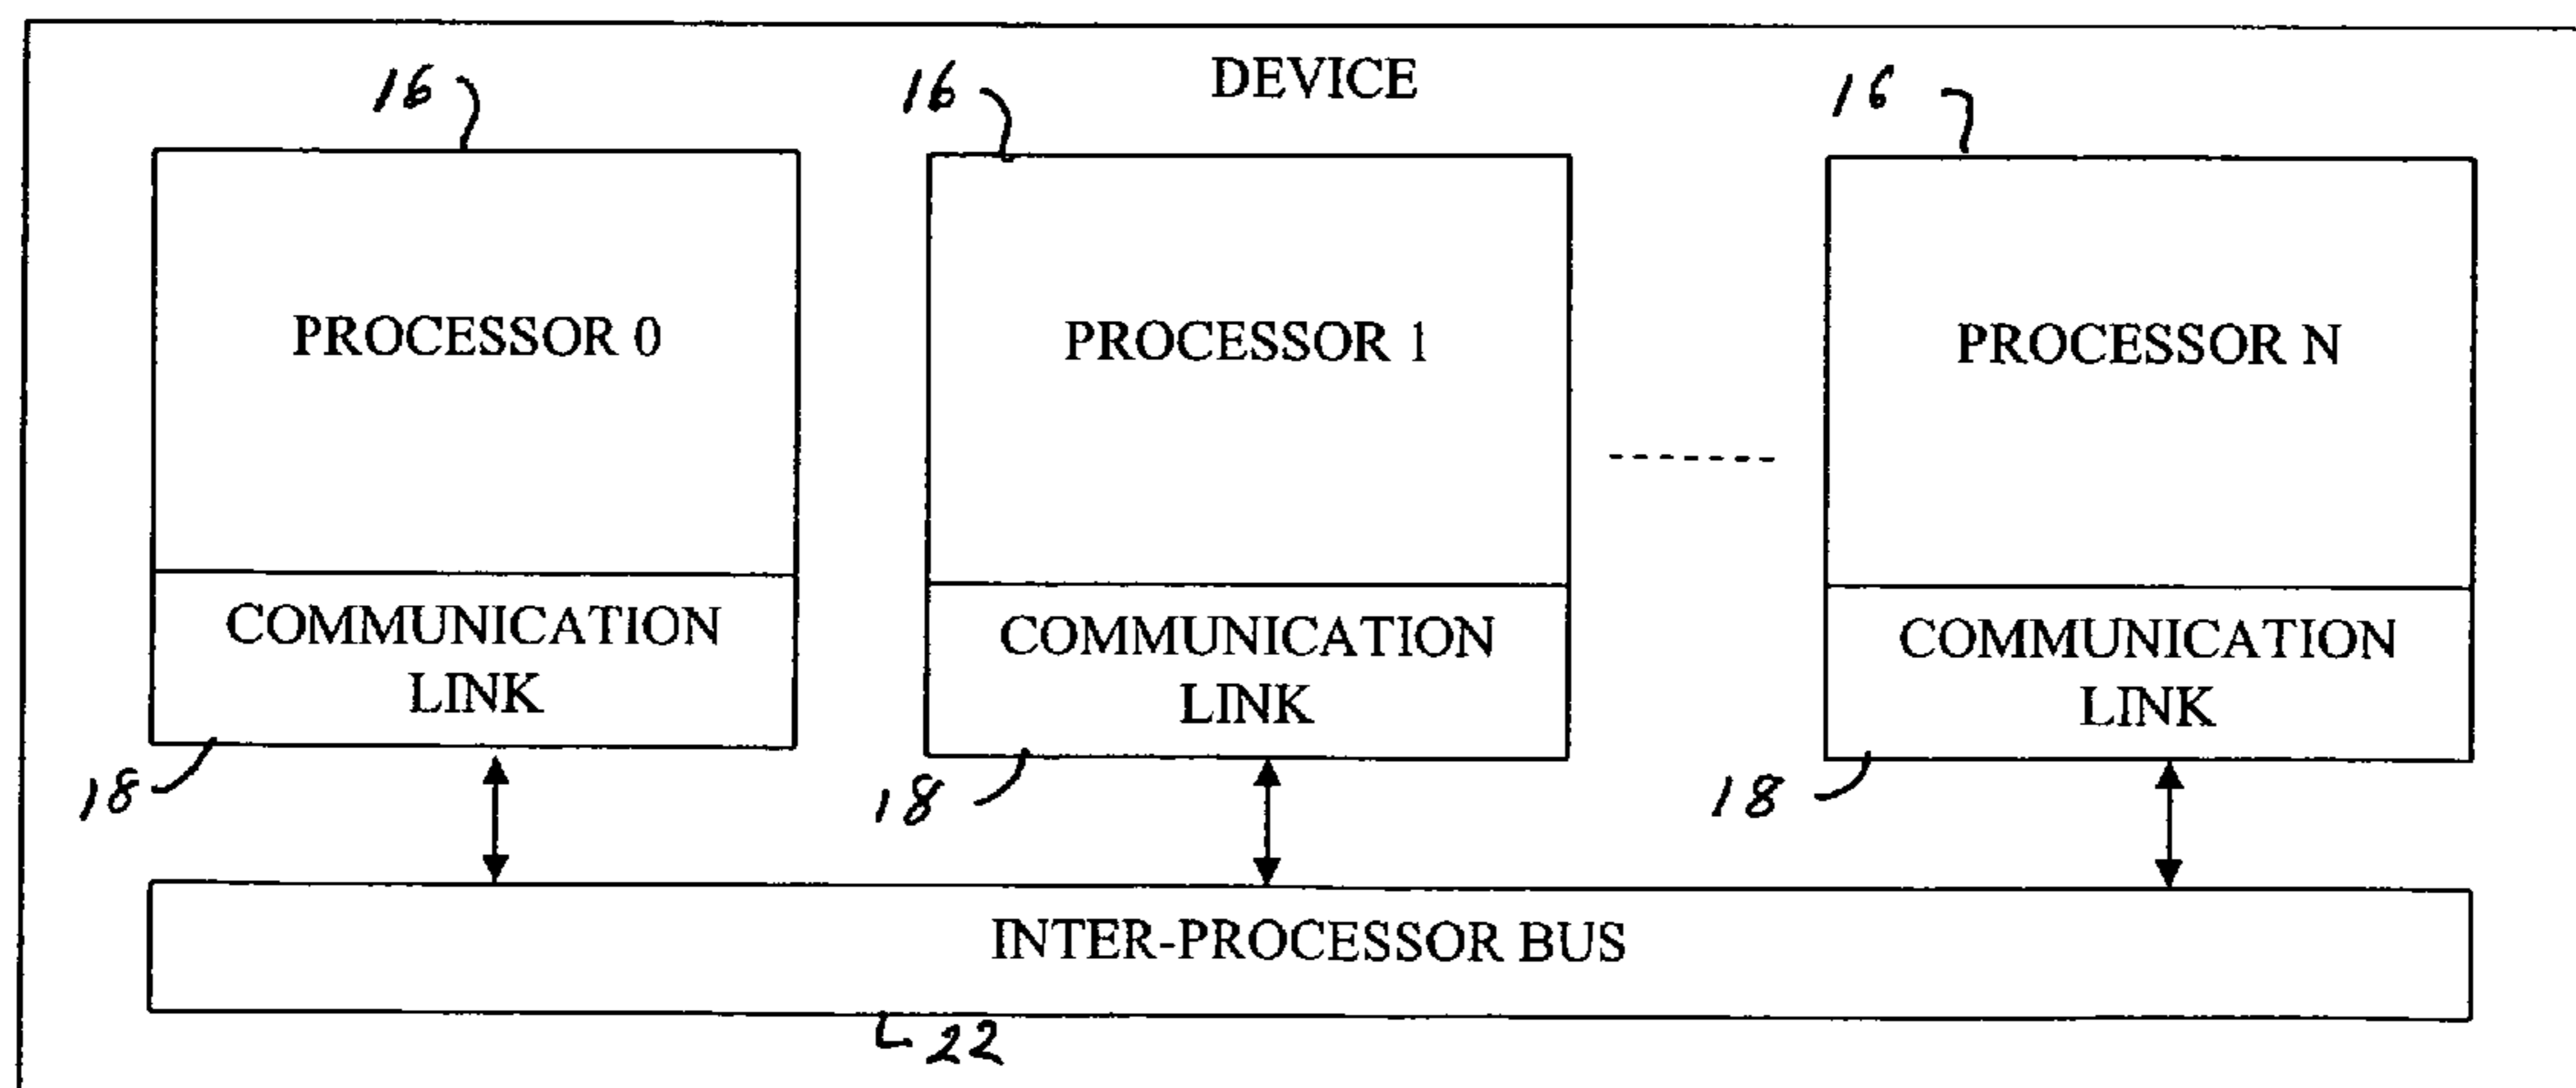 DEVICE
16
16
16
PROCESSOR 0
PROCESSOR 1
PROCESSOR N
COMMUNICATION
LINK
COMMUNICATION
LINK
COMMUNICATION
LINK
18
18
18
INTER-PROCESSOR BUS
22